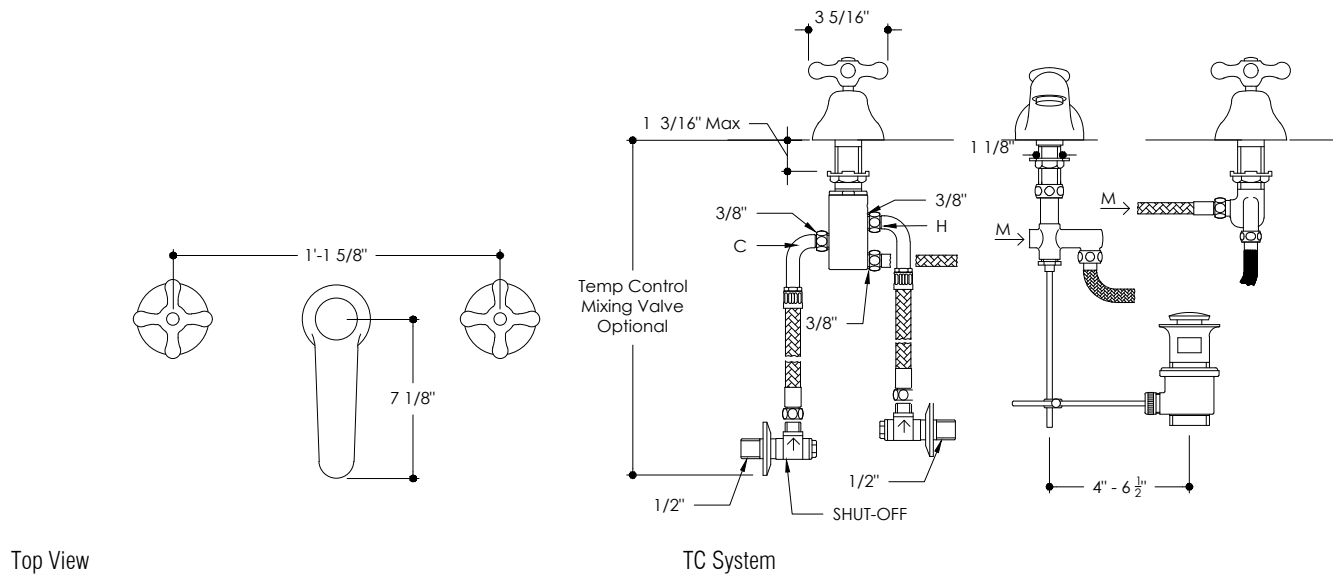 3 5/16"
1 3/16" Max
1 1/8"
3/8"
3/8"
M
H
C
M
1'-1 5/8"
Temp Control
Mixing Valve
Optional
3/8"
7 1/8"
1/2"
1/2"
4" - 6 1/2"
SHUT-OFF
Top View
TC System